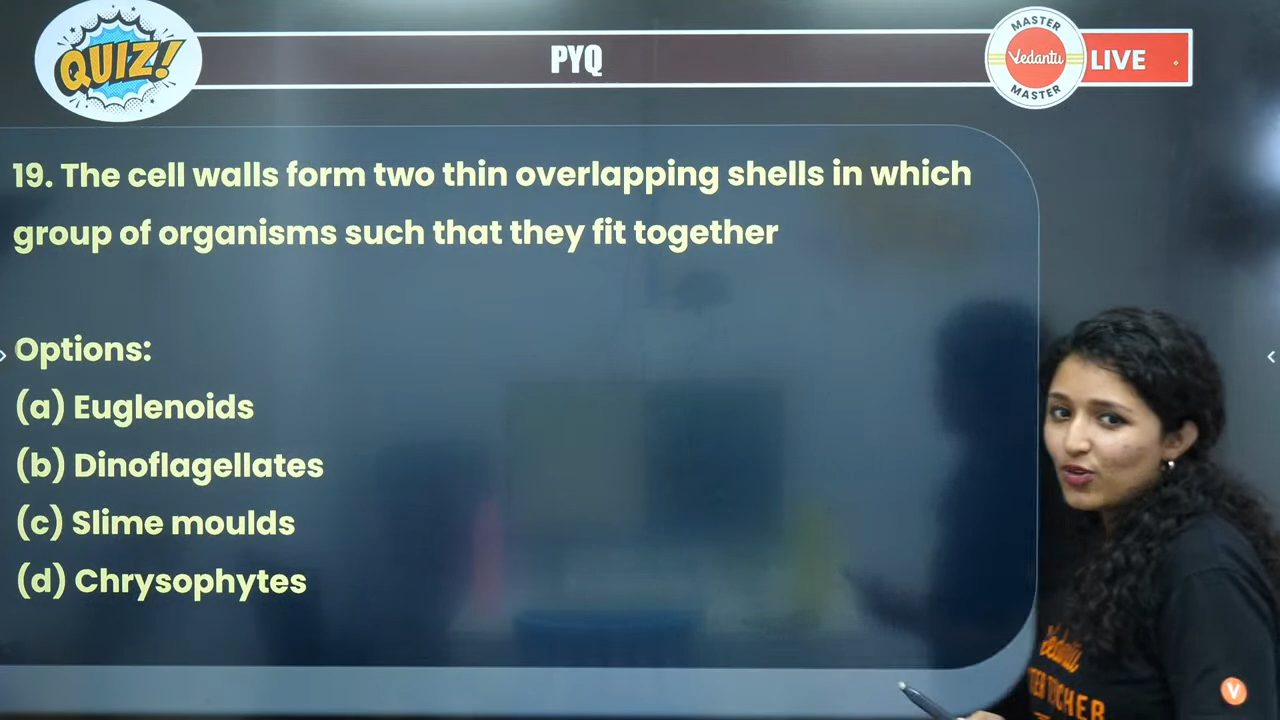 QUIZ!
PYQ
MASTER
Vedantu
MASTER
LIVE
19. The cell walls form two thin overlapping shells in which
group of organisms such that they fit together
Options:
(a) Euglenoids
(b) Dinoflagellates
(c) Slime moulds
(d) Chrysophytes
Vedantu
V